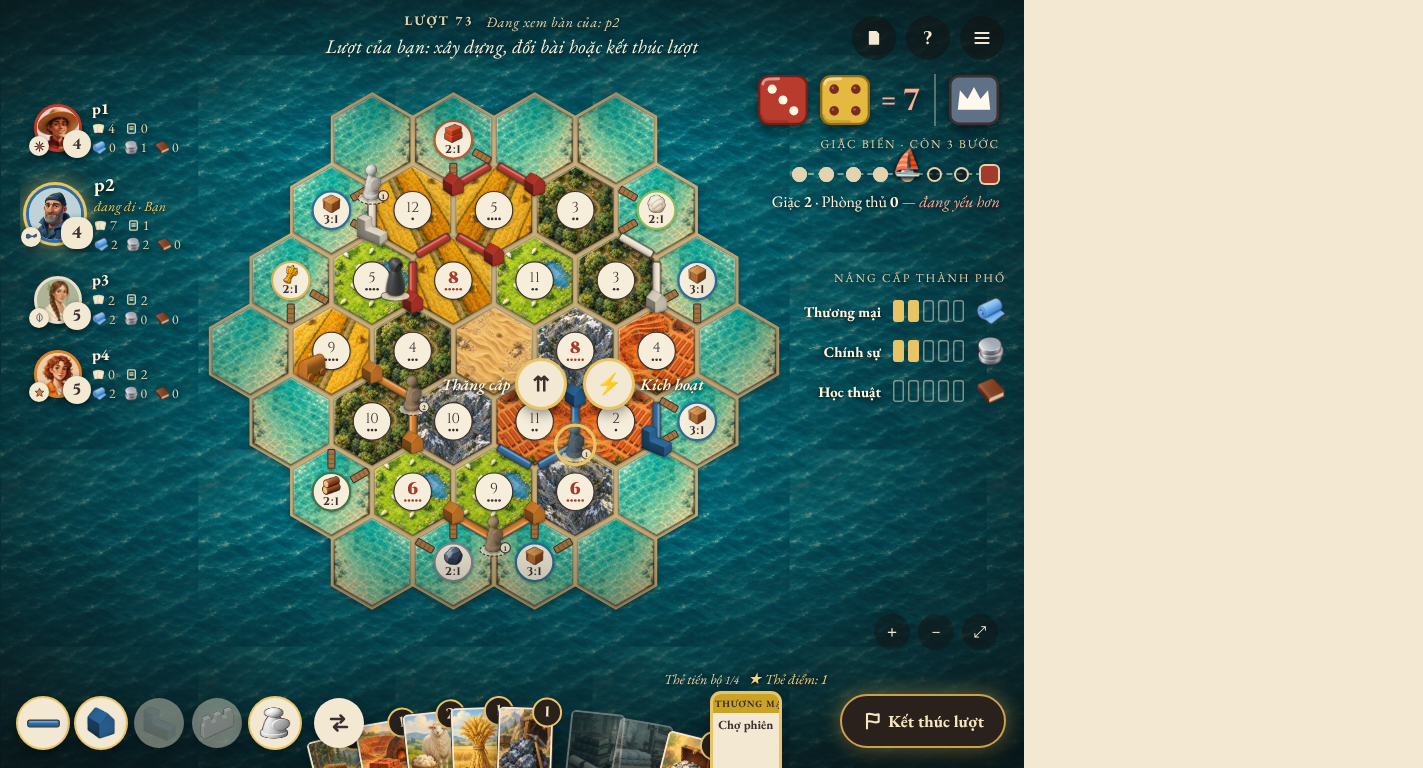 LƯỢT 73 Đang xem bàn của: p2
Lượt của bạn: xây dựng, đổi bài hoặc kết thúc lượt
?
= 7
GIẶC BIỂN · CÒN 3 BƯỚC
Giặc 2 · Phòng thủ 0 — đang yếu hơn
p1
4 0
4
0 1 0
p2
đang đi · Bạn
7 1
4
2 2 0
p3
2 2
5
2 0 0
p4
0 2
5
2 0 0
NÂNG CẤP THÀNH PHỐ
Thương mại
Chính sự
Học thuật
2:1
3:1 12 5 3 2:1
1
2:1 5 8 11 3 3:1
9 4 8 4
Thăng cấp Kích hoạt
10 10 11 2 3:1
2:1 6 9 6
2:1 3:1
+ −
Thẻ tiến bộ 1/4 ★ Thẻ điểm: 1
THƯƠNG
Chợ phiên
1
Kết thúc lượt